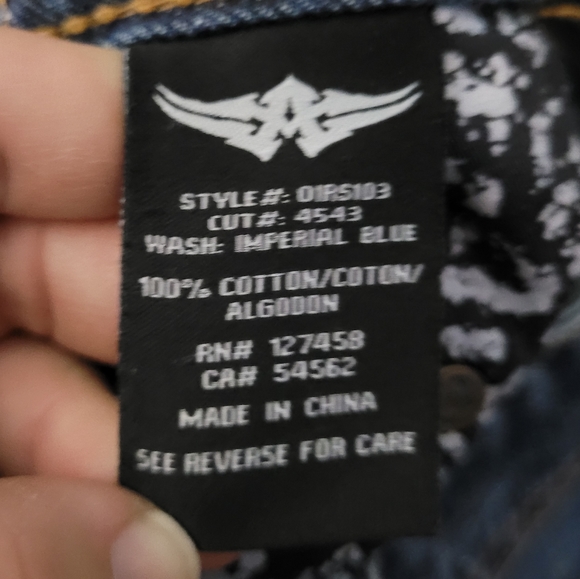 STYLE#: 01RS103
CUT#: 4543
WASH: IMPERIAL BLUE
100% COTTON/COTON/
ALGODON
RN# 127458
CA# 54562
MADE IN CHINA
SEE REVERSE FOR CARE